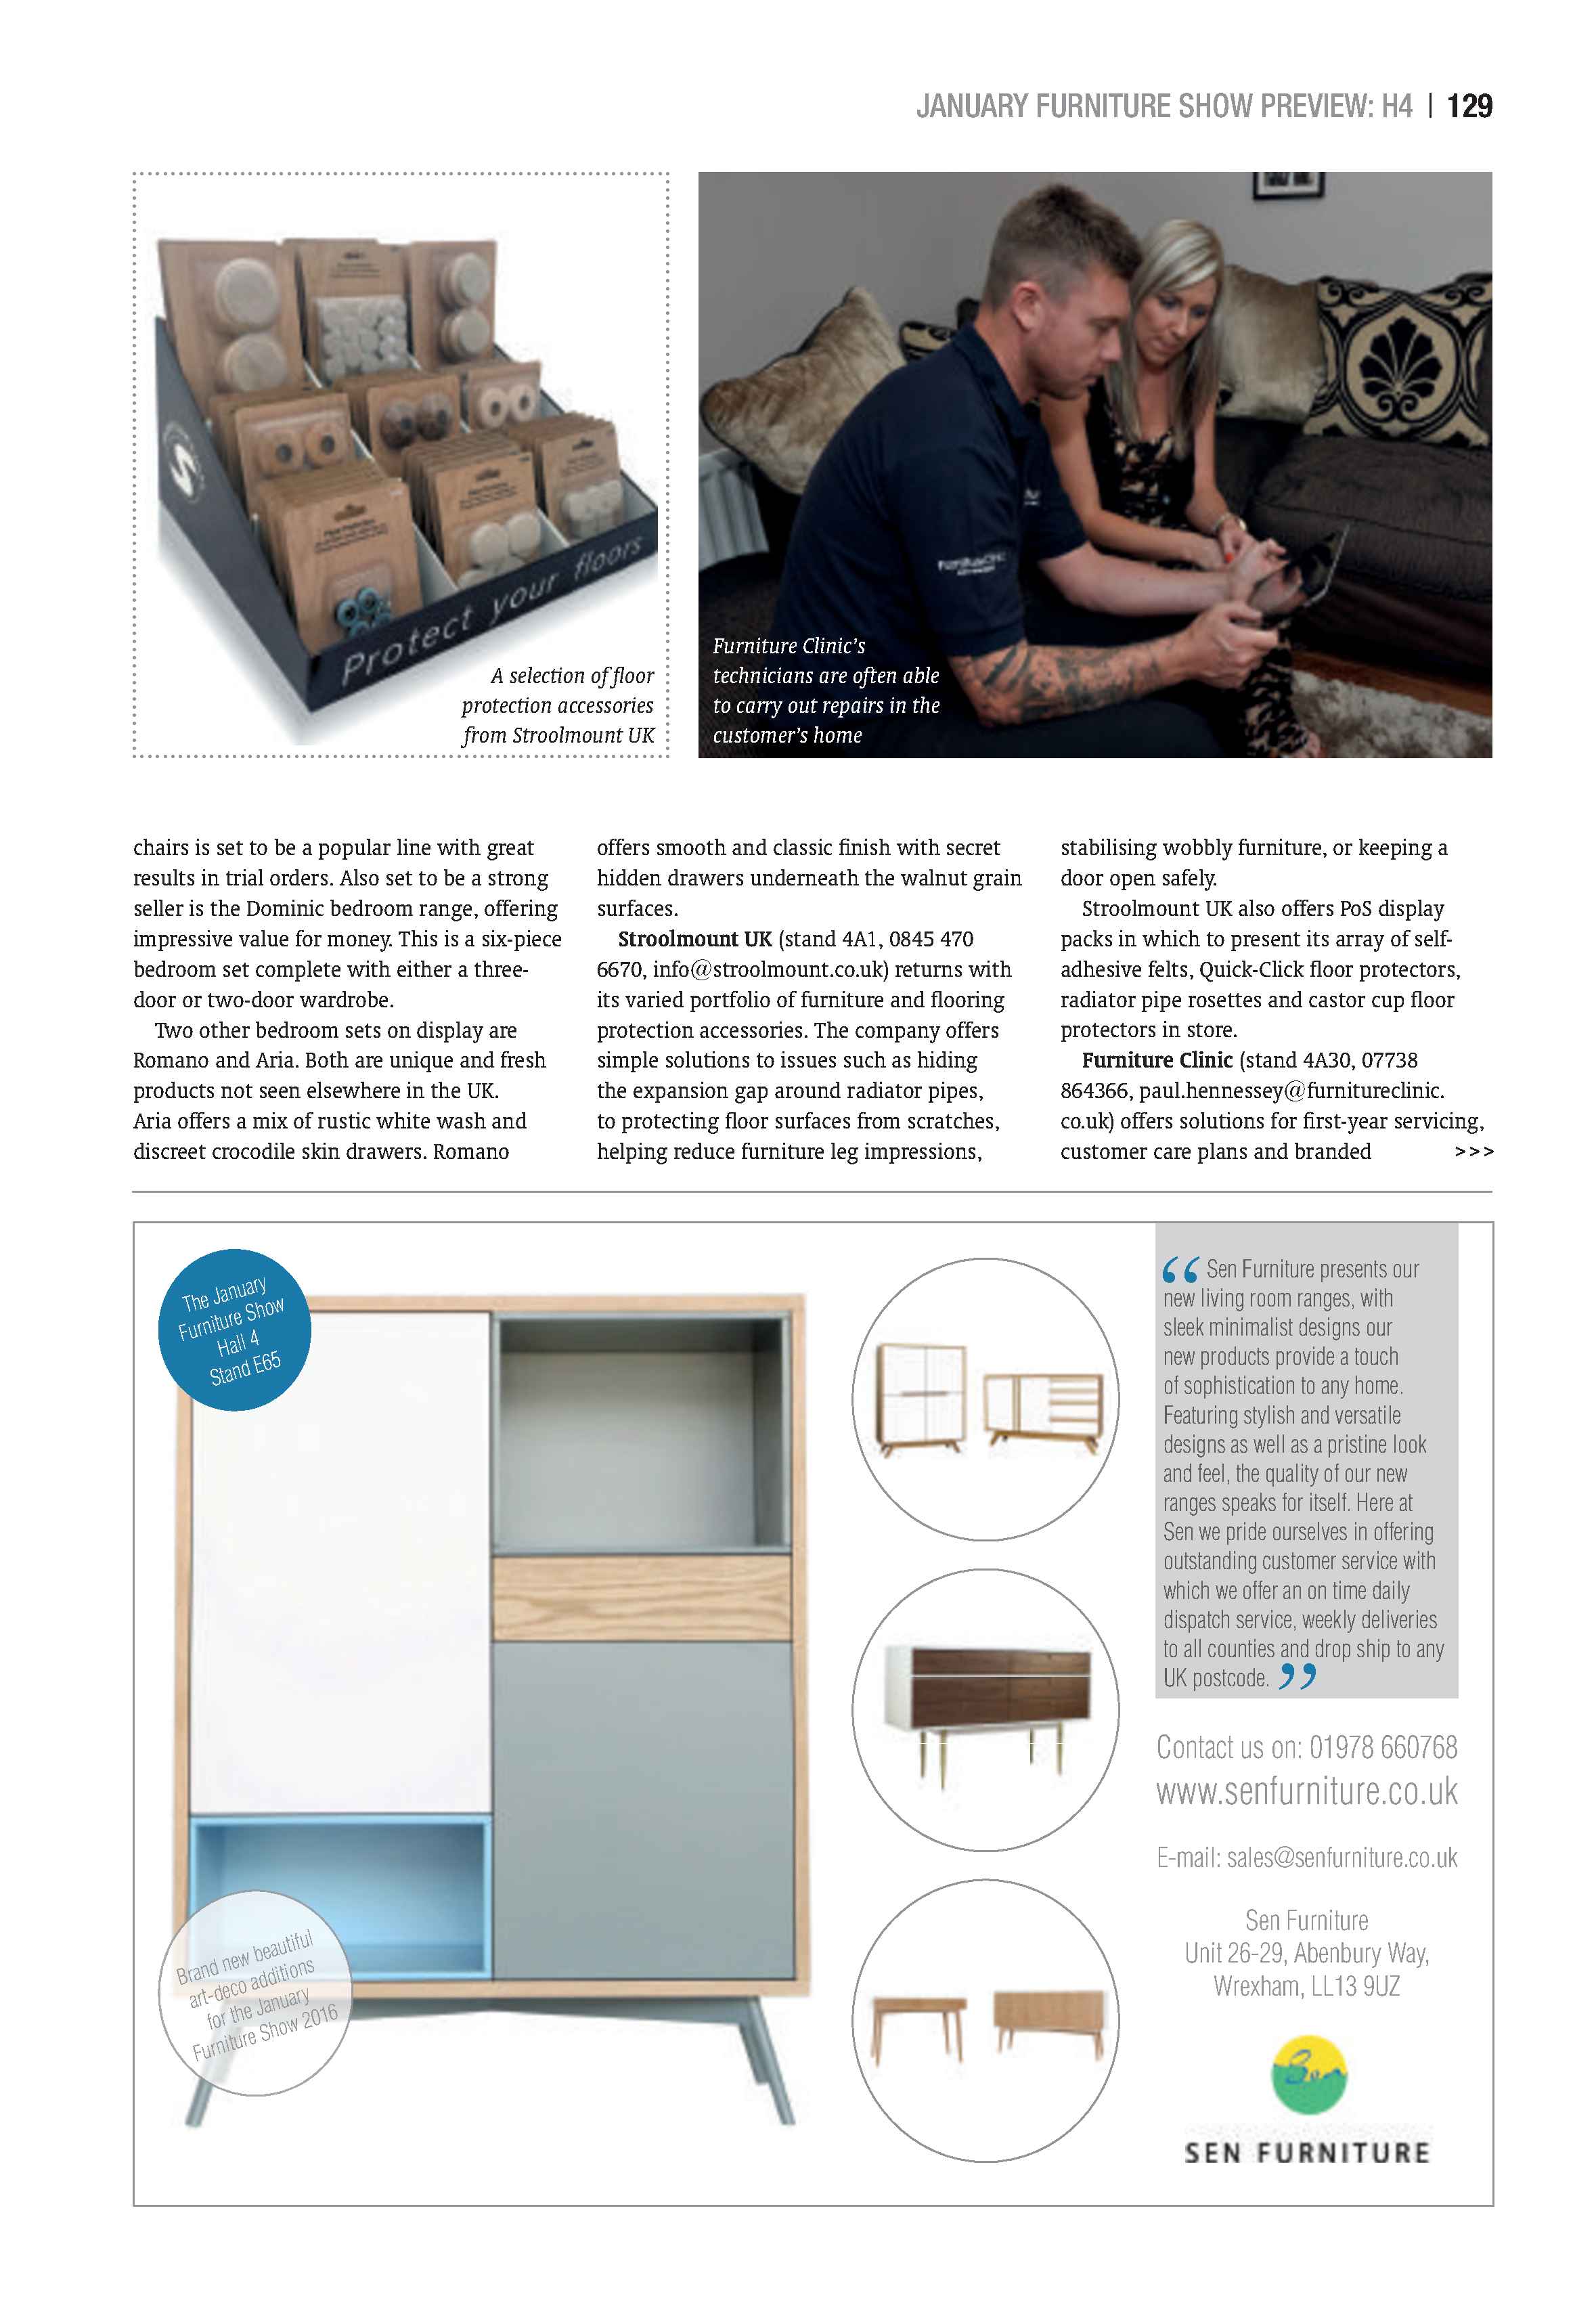 JANUARY FURNITURE SHOW PREVIEW: H4 | 129
Protect your floors
A selection of floor
protection accessories
from Stroolmount UK
Furniture Clinic's
technicians are often able
to carry out repairs in the
customer's home
chairs is set to be a popular line with great
results in trial orders. Also set to be a strong
seller is the Dominic bedroom range, offering
impressive value for money. This is a six-piece
bedroom set complete with either a three-
door or two-door wardrobe.
Two other bedroom sets on display are
Romano and Aria. Both are unique and fresh
products not seen elsewhere in the UK.
Aria offers a mix of rustic white wash and
discreet crocodile skin drawers. Romano
offers smooth and classic finish with secret
hidden drawers underneath the walnut grain
surfaces.
Stroolmount UK (stand 4A1, 0845 470
6670, info@stroolmount.co.uk) returns with
its varied portfolio of furniture and flooring
protection accessories. The company offers
simple solutions to issues such as hiding
the expansion gap around radiator pipes,
to protecting floor surfaces from scratches,
helping reduce furniture leg impressions,
stabilising wobbly furniture, or keeping a
door open safely.
Stroolmount UK also offers PoS display
packs in which to present its array of self-
adhesive felts, Quick-Click floor protectors,
radiator pipe rosettes and castor cup floor
protectors in store.
Furniture Clinic (stand 4A30, 07738
864366, paul.hennessey@furnitureclinic.
co.uk) offers solutions for first-year servicing,
customer care plans and branded >>>
The January
Furniture Show
Hall 4
Stand E65
Brand new beautiful
art-deco additions
for the January
Furniture Show 2016
“ Sen Furniture presents our
new living room ranges, with
sleek minimalist designs our
new products provide a touch
of sophistication to any home.
Featuring stylish and versatile
designs as well as a pristine look
and feel, the quality of our new
ranges speaks for itself. Here at
Sen we pride ourselves in offering
outstanding customer service with
which we offer an on time daily
dispatch service, weekly deliveries
to all counties and drop ship to any
UK postcode. ”
Contact us on: 01978 660768
www.senfurniture.co.uk
E-mail: sales@senfurniture.co.uk
Sen Furniture
Unit 26-29, Abenbury Way,
Wrexham, LL13 9UZ
Sen
SEN FURNITURE